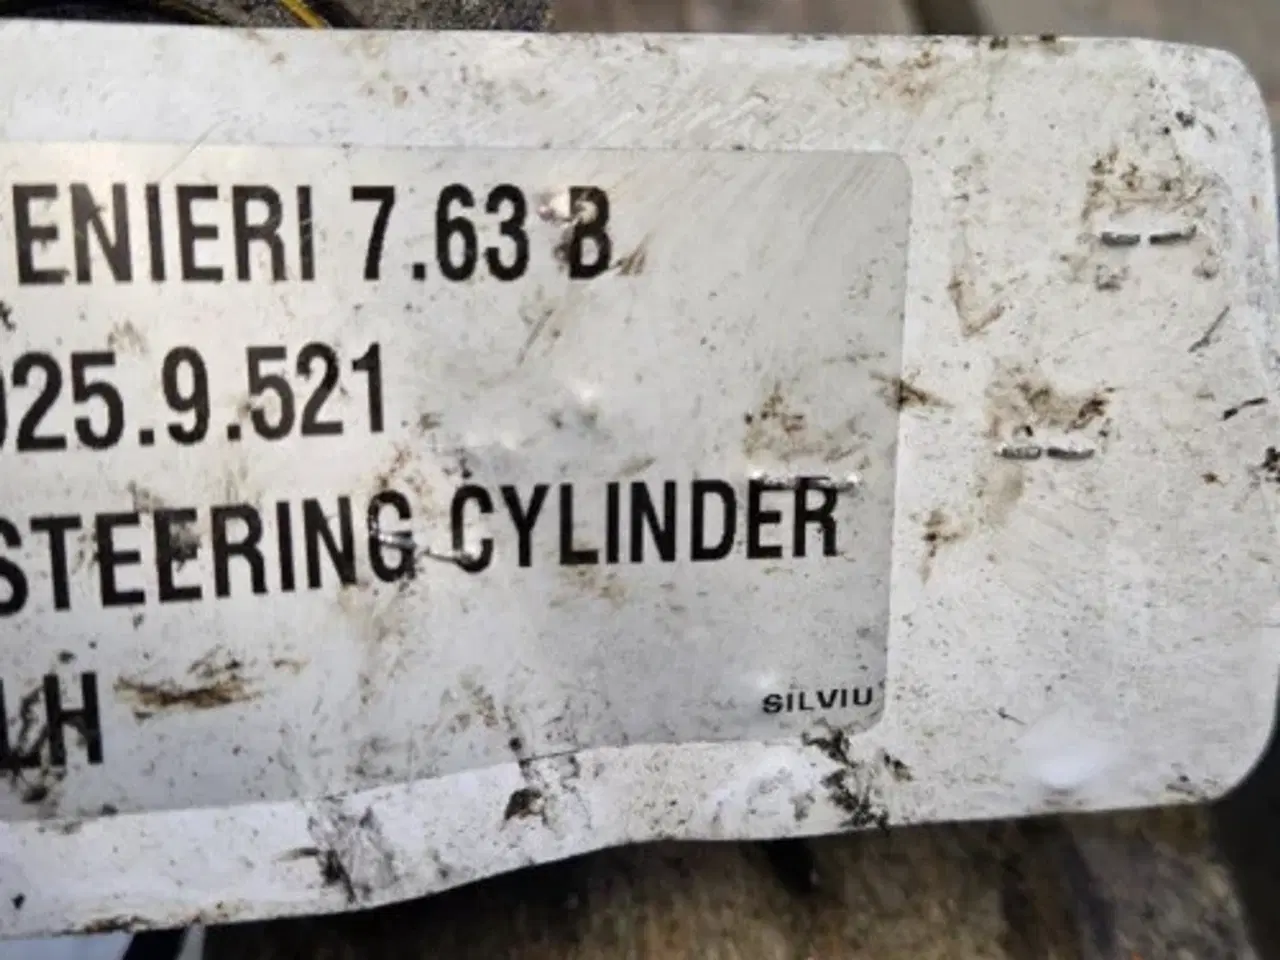 ENIERI 7.63 B
025.9.521
STEERING CYLINDER
LH
SILVIU